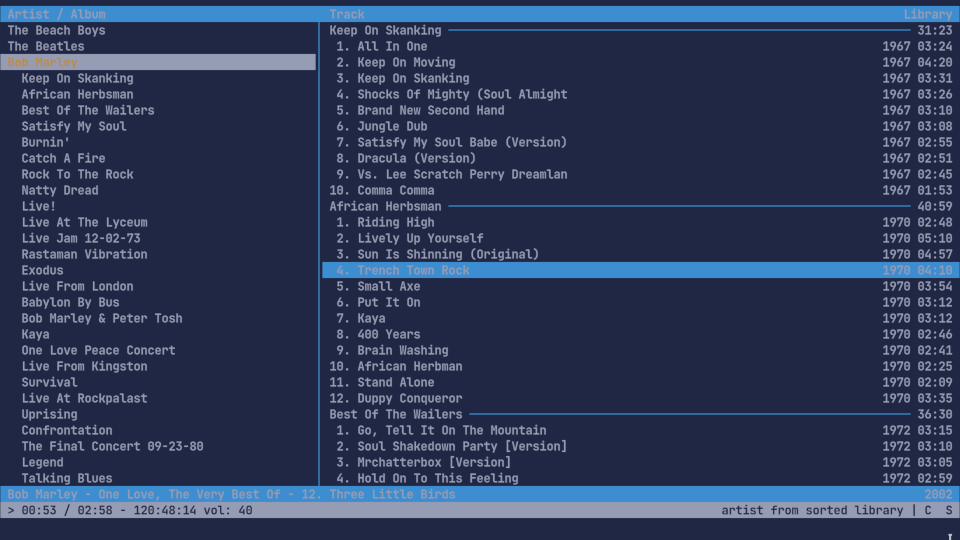 Artist / Album
The Beach Boys
The Beatles
Bob Marley
Keep On Skanking
African Herbsman
Best Of The Wailers
Satisfy My Soul
Burnin'
Catch A Fire
Rock To The Rock
Natty Dread
Live!
Live At The Lyceum
Live Jam 12-02-73
Rastaman Vibration
Exodus
Live From London
Babylon By Bus
Bob Marley & Peter Tosh
Kaya
One Love Peace Concert
Live From Kingston
Survival
Live At Rockpalast
Uprising
Confrontation
The Final Concert 09-23-80
Legend
Talking Blues
Track Library
Keep On Skanking 31:23
1. All In One 1967 03:24
2. Keep On Moving 1967 04:20
3. Keep On Skanking 1967 03:31
4. Shocks Of Mighty (Soul Almight 1967 03:26
5. Brand New Second Hand 1967 03:10
6. Jungle Dub 1967 03:08
7. Satisfy My Soul Babe (Version) 1967 02:55
8. Dracula (Version) 1967 02:51
9. Vs. Lee Scratch Perry Dreamlan 1967 02:45
10. Comma Comma 1967 01:53
African Herbsman 40:59
1. Riding High 1970 02:48
2. Lively Up Yourself 1970 05:10
3. Sun Is Shinning (Original) 1970 04:57
4. Trench Town Rock 1970 04:10
5. Small Axe 1970 03:54
6. Put It On 1970 03:12
7. Kaya 1970 03:12
8. 400 Years 1970 02:46
9. Brain Washing 1970 02:41
10. African Herbman 1970 02:25
11. Stand Alone 1970 02:09
12. Duppy Conqueror 1970 03:35
Best Of The Wailers 36:30
1. Go, Tell It On The Mountain 1972 03:15
2. Soul Shakedown Party [Version] 1972 03:10
3. Mrchatterbox [Version] 1972 03:05
4. Hold On To This Feeling 1972 02:59
Bob Marley - One Love, The Very Best Of - 12. Three Little Birds 2002
> 00:53 / 02:58 - 120:48:14 vol: 40 artist from sorted library | C S